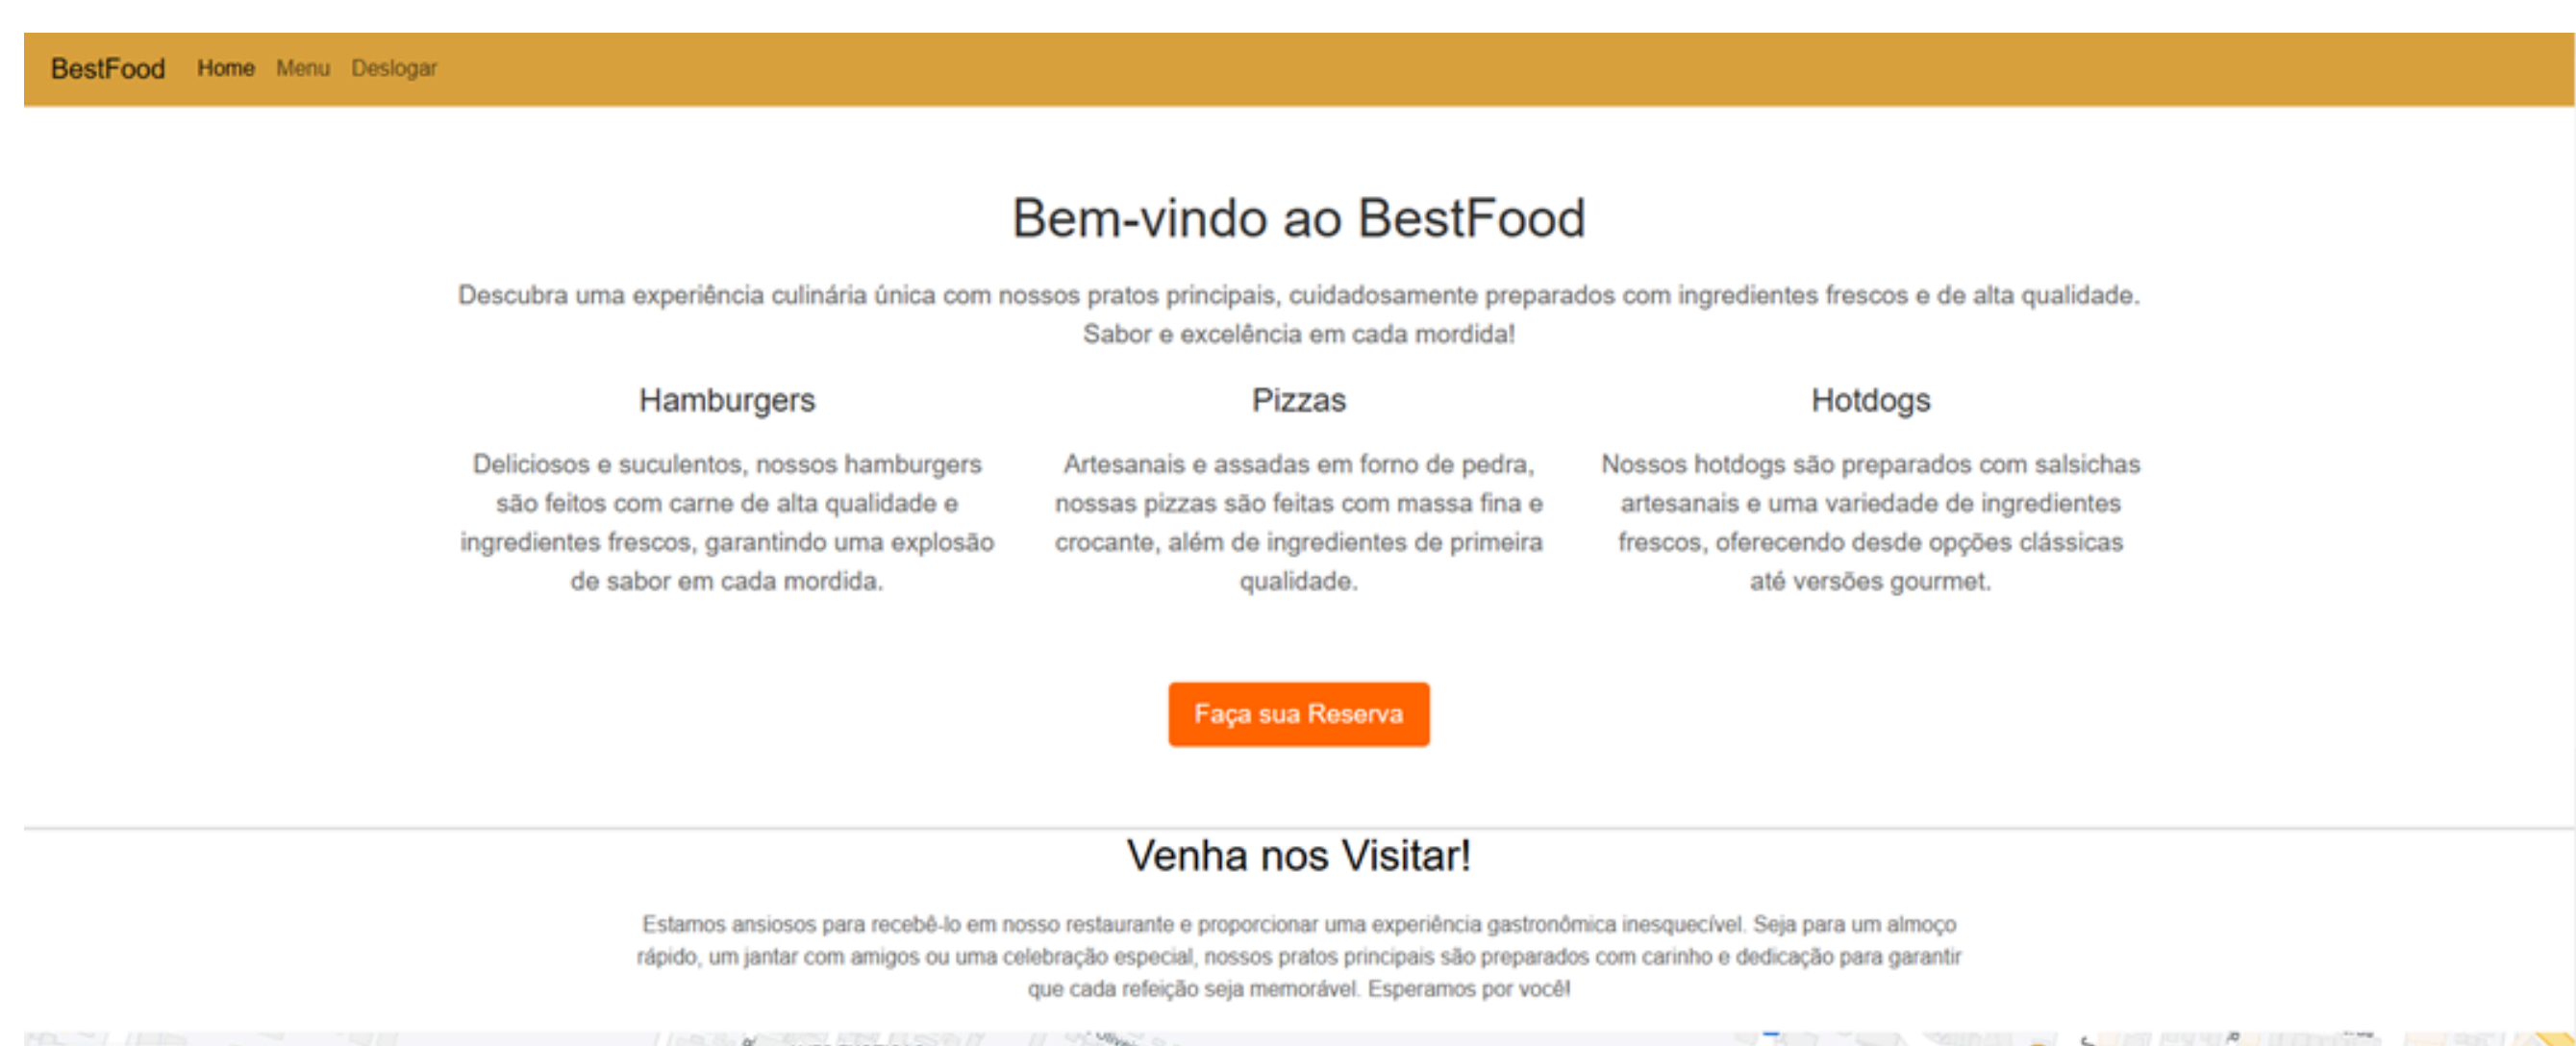 BestFood Home Menu Deslogar
Bem-vindo ao BestFood
Descubra uma experiência culinária única com nossos pratos principais, cuidadosamente preparados com ingredientes frescos e de alta qualidade.
Sabor e excelência em cada mordida!
Hamburgers
Deliciosos e suculentos, nossos hamburgers
são feitos com carne de alta qualidade e
ingredientes frescos, garantindo uma explosão
de sabor em cada mordida.
Pizzas
Artesanais e assadas em forno de pedra,
nossas pizzas são feitas com massa fina e
crocante, além de ingredientes de primeira
qualidade.
Hotdogs
Nossos hotdogs são preparados com salsichas
artesanais e uma variedade de ingredientes
frescos, oferecendo desde opções clássicas
até versões gourmet.
Faça sua Reserva
Venha nos Visitar!
Estamos ansiosos para recebê-lo em nosso restaurante e proporcionar uma experiência gastronômica inesquecível. Seja para um almoço
rápido, um jantar com amigos ou uma celebração especial, nossos pratos principais são preparados com carinho e dedicação para garantir
que cada refeição seja memorável. Esperamos por você!